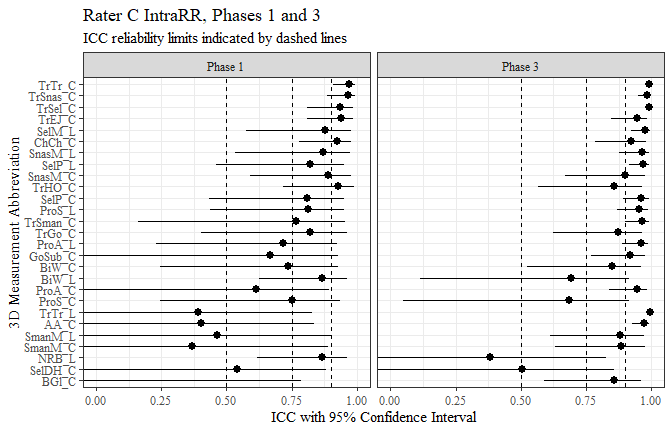 Rater C IntraRR, Phases 1 and 3
ICC reliability limits indicated by dashed lines
Phase 1
Phase 3
3D Measurement Abbreviation
TrTr_C
TrSnas_C
TrSel_C
TrEJ_C
SelM_L
ChCh_C
SnasM_L
SelP_L
SnasM_C
TrHO_C
SelP_C
ProS_L
TrSman_C
TrGo_C
ProA_L
GoSub_C
BiW_C
BiW_L
ProA_C
ProS_C
TrTr_L
AA_C
SmanM_L
SmanM_C
NRB_L
SelDH_C
BGl_C
0.00 0.25 0.50 0.75 1.00
0.00 0.25 0.50 0.75 1.00
ICC with 95% Confidence Interval